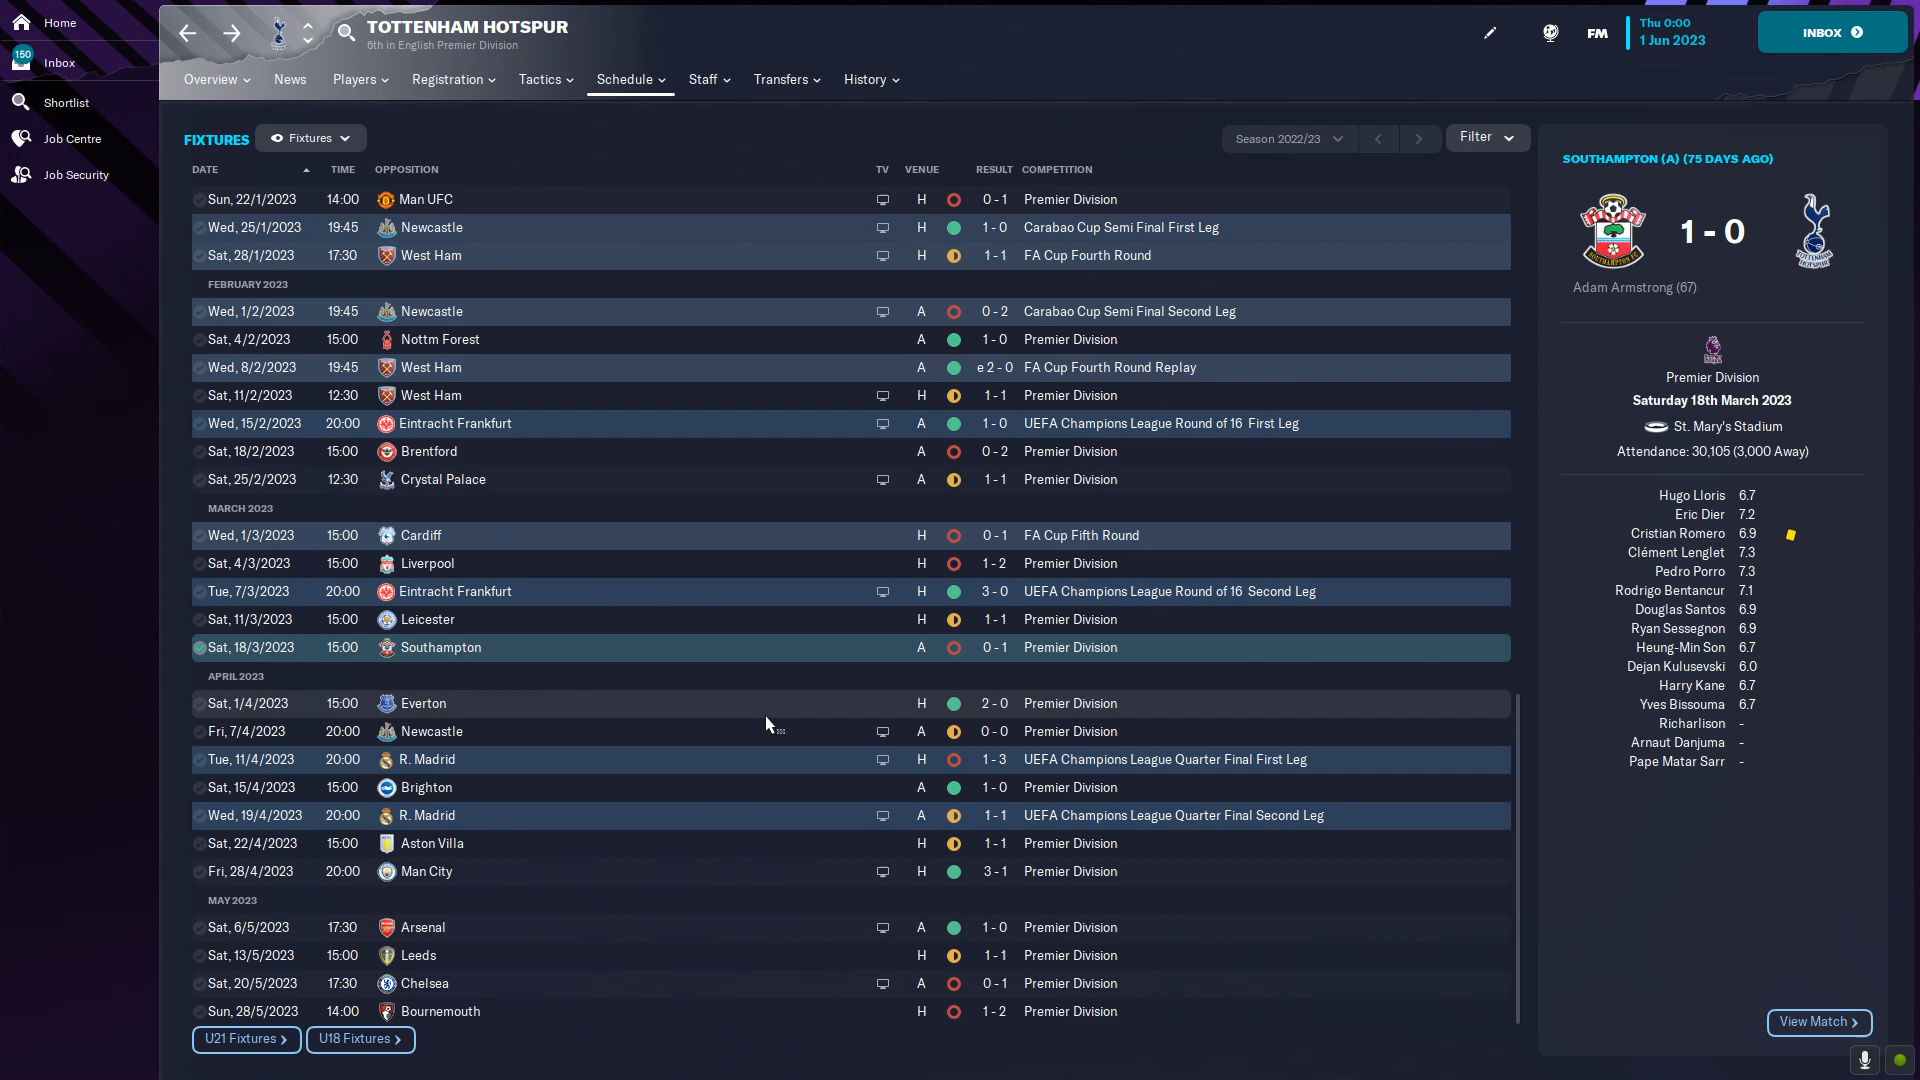 Home
150
Inbox
Shortlist
Job Centre
Job Security
TOTTENHAM HOTSPUR
6th in English Premier Division
FM
Thu 0:00
1 Jun 2023
INBOX
Overview News Players Registration Tactics Schedule Staff Transfers History
FIXTURES Fixtures Season 2022/23 Filter
DATE TIME OPPOSITION TV VENUE RESULT COMPETITION
Sun, 22/1/2023 14:00 Man UFC H 0 - 1 Premier Division
Wed, 25/1/2023 19:45 Newcastle H 1 - 0 Carabao Cup Semi Final First Leg
Sat, 28/1/2023 17:30 West Ham H 1 - 1 FA Cup Fourth Round
FEBRUARY 2023
Wed, 1/2/2023 19:45 Newcastle A 0 - 2 Carabao Cup Semi Final Second Leg
Sat, 4/2/2023 15:00 Nottm Forest A 1 - 0 Premier Division
Wed, 8/2/2023 19:45 West Ham A e 2 - 0 FA Cup Fourth Round Replay
Sat, 11/2/2023 12:30 West Ham H 1 - 1 Premier Division
Wed, 15/2/2023 20:00 Eintracht Frankfurt A 1 - 0 UEFA Champions League Round of 16 First Leg
Sat, 18/2/2023 15:00 Brentford A 0 - 2 Premier Division
Sat, 25/2/2023 12:30 Crystal Palace A 1 - 1 Premier Division
MARCH 2023
Wed, 1/3/2023 15:00 Cardiff H 0 - 1 FA Cup Fifth Round
Sat, 4/3/2023 15:00 Liverpool H 1 - 2 Premier Division
Tue, 7/3/2023 20:00 Eintracht Frankfurt H 3 - 0 UEFA Champions League Round of 16 Second Leg
Sat, 11/3/2023 15:00 Leicester H 1 - 1 Premier Division
Sat, 18/3/2023 15:00 Southampton A 0 - 1 Premier Division
APRIL 2023
Sat, 1/4/2023 15:00 Everton H 2 - 0 Premier Division
Fri, 7/4/2023 20:00 Newcastle A 0 - 0 Premier Division
Tue, 11/4/2023 20:00 R. Madrid H 1 - 3 UEFA Champions League Quarter Final First Leg
Sat, 15/4/2023 15:00 Brighton A 1 - 0 Premier Division
Wed, 19/4/2023 20:00 R. Madrid A 1 - 1 UEFA Champions League Quarter Final Second Leg
Sat, 22/4/2023 15:00 Aston Villa H 1 - 1 Premier Division
Fri, 28/4/2023 20:00 Man City H 3 - 1 Premier Division
MAY 2023
Sat, 6/5/2023 17:30 Arsenal A 1 - 0 Premier Division
Sat, 13/5/2023 15:00 Leeds H 1 - 1 Premier Division
Sat, 20/5/2023 17:30 Chelsea A 0 - 1 Premier Division
Sun, 28/5/2023 14:00 Bournemouth H 1 - 2 Premier Division
U21 Fixtures U18 Fixtures
SOUTHAMPTON (A) (75 DAYS AGO)
1 - 0
Adam Armstrong (67)
Premier Division
Saturday 18th March 2023
St. Mary's Stadium
Attendance: 30,105 (3,000 Away)
Hugo Lloris 6.7
Eric Dier 7.2
Cristian Romero 6.9
Clément Lenglet 7.3
Pedro Porro 7.3
Rodrigo Bentancur 7.1
Douglas Santos 6.9
Ryan Sessegnon 6.9
Heung-Min Son 6.7
Dejan Kulusevski 6.0
Harry Kane 6.7
Yves Bissouma 6.7
Richarlison -
Arnaut Danjuma -
Pape Matar Sarr -
View Match